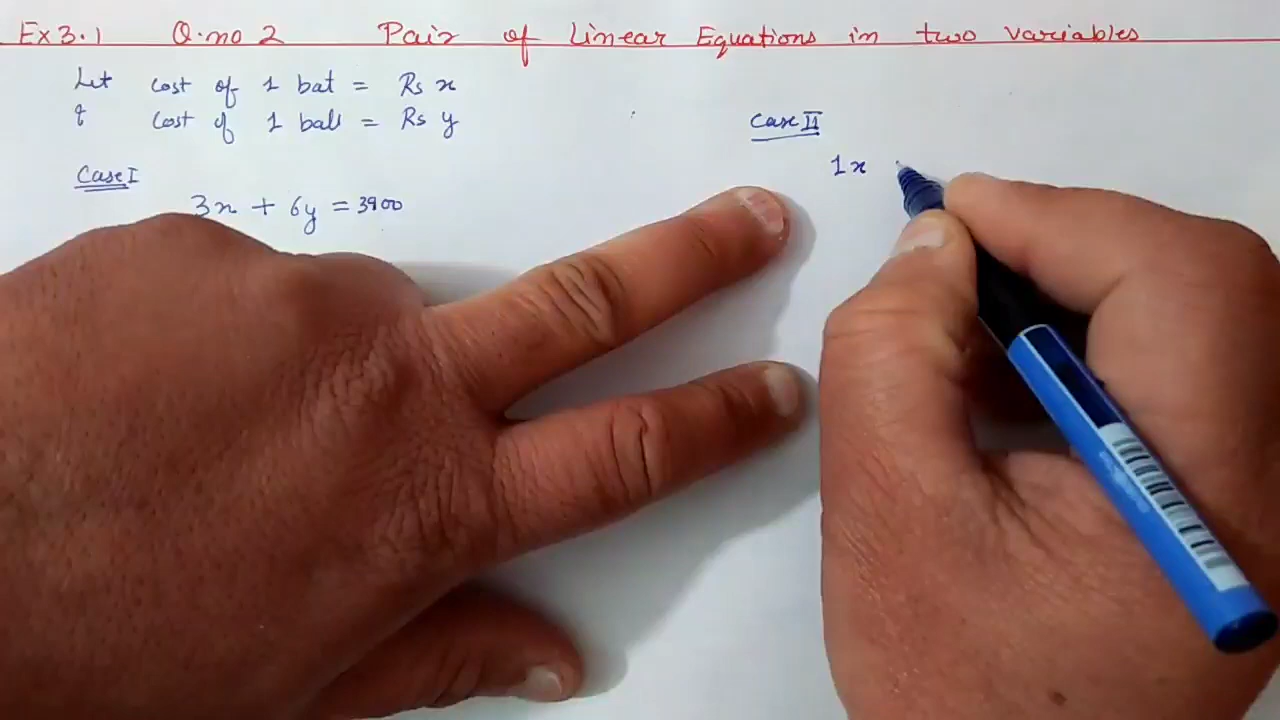 Ex 3.1 Q.no 2 Pair of Linear Equations in two variables
Let cost of 1 bat = Rs x
& cost of 1 ball = Rs y
Case I
3x + 6y = 3900
Case II
1x